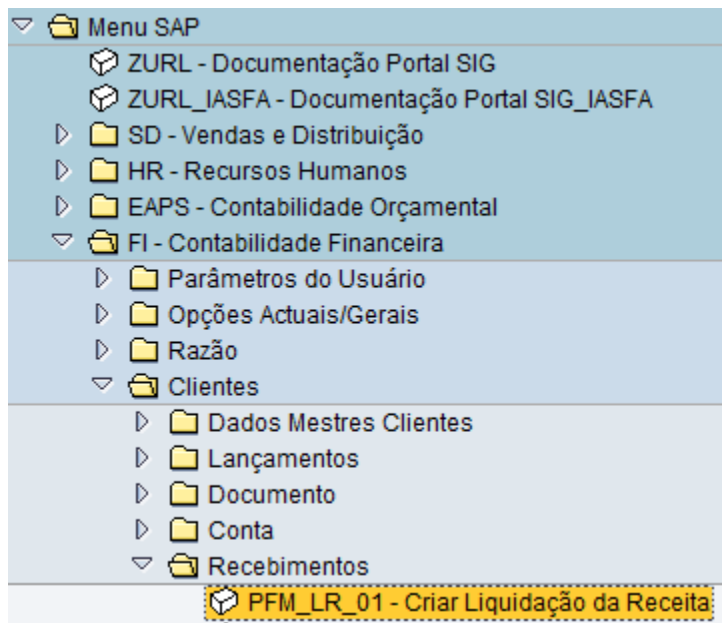 Menu SAP
ZURL - Documentação Portal SIG
ZURL_IASFA - Documentação Portal SIG_IASFA
SD - Vendas e Distribuição
HR - Recursos Humanos
EAPS - Contabilidade Orçamental
FI - Contabilidade Financeira
Parâmetros do Usuário
Opções Actuais/Gerais
Razão
Clientes
Dados Mestres Clientes
Lançamentos
Documento
Conta
Recebimentos
PFM_LR_01 - Criar Liquidação da Receita